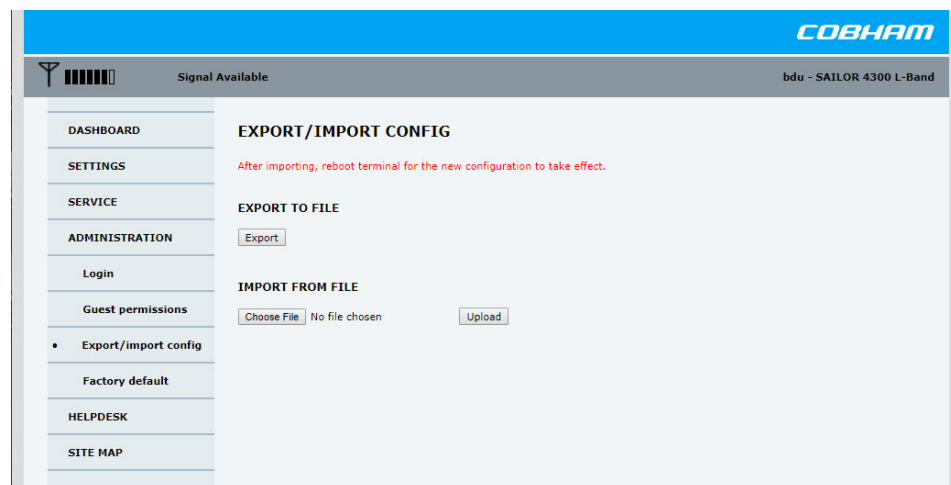 COBHAM
Signal Available
bdu - SAILOR 4300 L-Band
DASHBOARD
SETTINGS
SERVICE
ADMINISTRATION
Login
Guest permissions
• Export/import config
Factory default
HELPDESK
SITE MAP
EXPORT/IMPORT CONFIG
After importing, reboot terminal for the new configuration to take effect.
EXPORT TO FILE
Export
IMPORT FROM FILE
Choose File No file chosen Upload